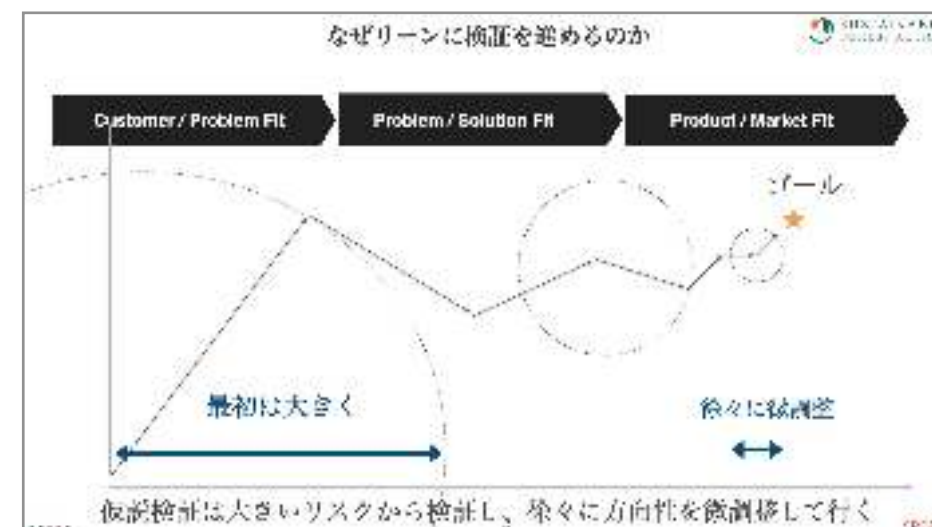 なぜリーンに検証を進めるのか
Customer / Problem Fit
Problem / Solution Fit
Product / Market Fit
ゴール
最初は大きく
徐々に微調整
仮説検証は大きいリスクから検証し、徐々に方向性を微調整して行く